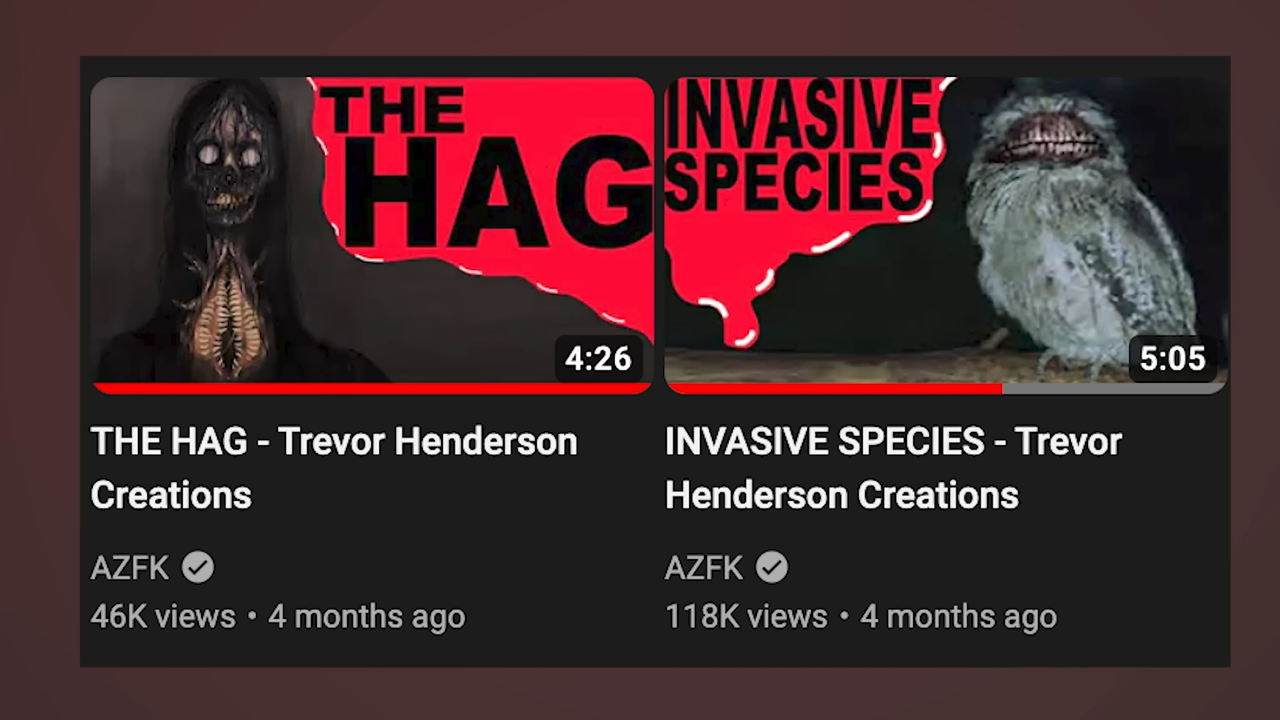 THE
HAG
4:26
THE HAG - Trevor Henderson
Creations
AZFK
46K views • 4 months ago
INVASIVE
SPECIES
5:05
INVASIVE SPECIES - Trevor
Henderson Creations
AZFK
118K views • 4 months ago